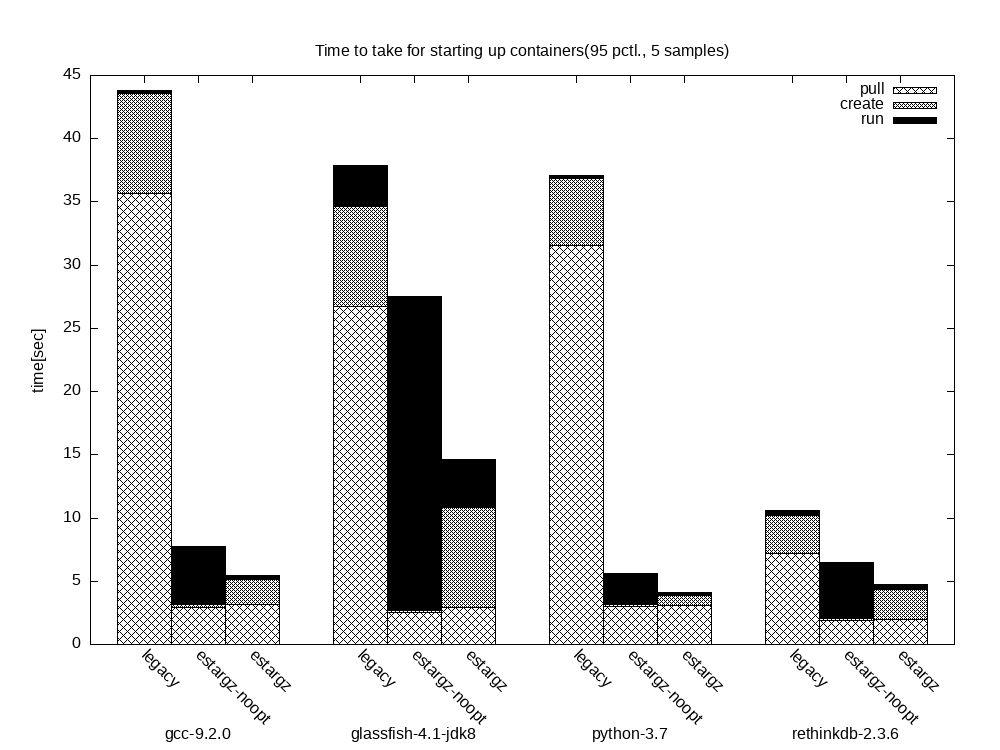 Time to take for starting up containers(95 pctl., 5 samples)
45
40
35
30
25
20
15
10
5
0
time[sec]
pull
create
run
legacy
estargz-noopt
estargz
legacy
estargz-noopt
estargz
legacy
estargz-noopt
estargz
legacy
estargz-noopt
estargz
gcc-9.2.0
glassfish-4.1-jdk8
python-3.7
rethinkdb-2.3.6